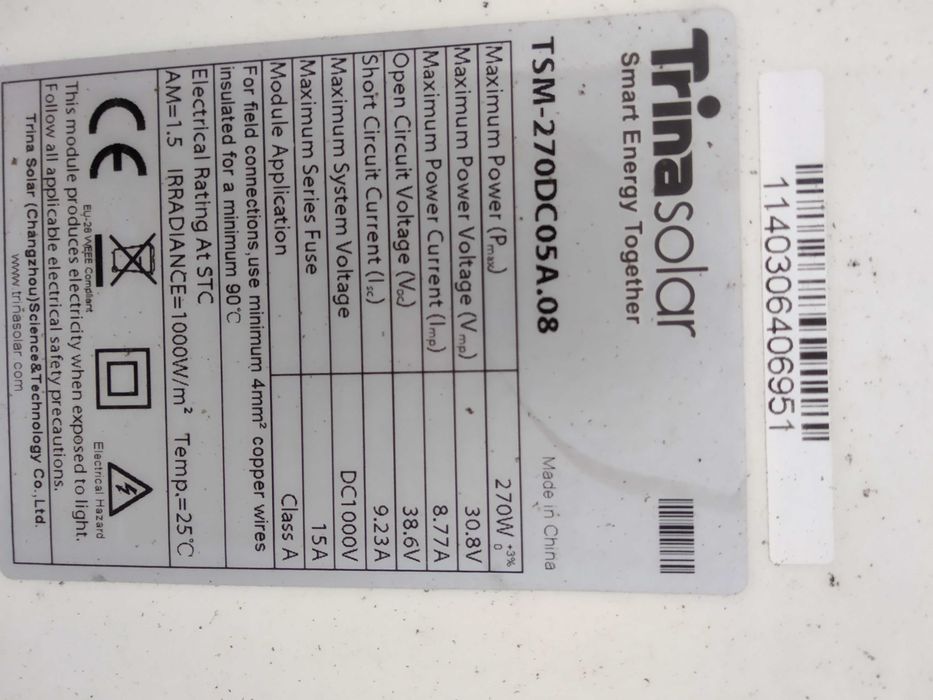 Trinasolar
Smart Energy Together
1140306406951
TSM-270DC05A.08 Made in China
Maximum Power (Pmax) 270W +3% 0
Maximum Power Voltage (Vmp) 30.8V
Maximum Power Current (Imp) 8.77A
Open Circuit Voltage (Voc) 38.6V
Short Circuit Current (Isc) 9.23A
Maximum System Voltage DC1000V
Maximum Series Fuse 15A
Module Application Class A
For field connections,use minimum 4mm² copper wires
insulated for a minimum 90℃
Electrical Rating At STC
AM=1.5 IRRADIANCE=1000W/m² Temp.=25℃
CE
EU-28 WEEE Compliant
Electrical Hazard
This module produces electricity when exposed to light.
Follow all applicable electrical safety precautions.
Trina Solar (Changzhou)Science&Technology Co.,Ltd.
www.trinasolar.com